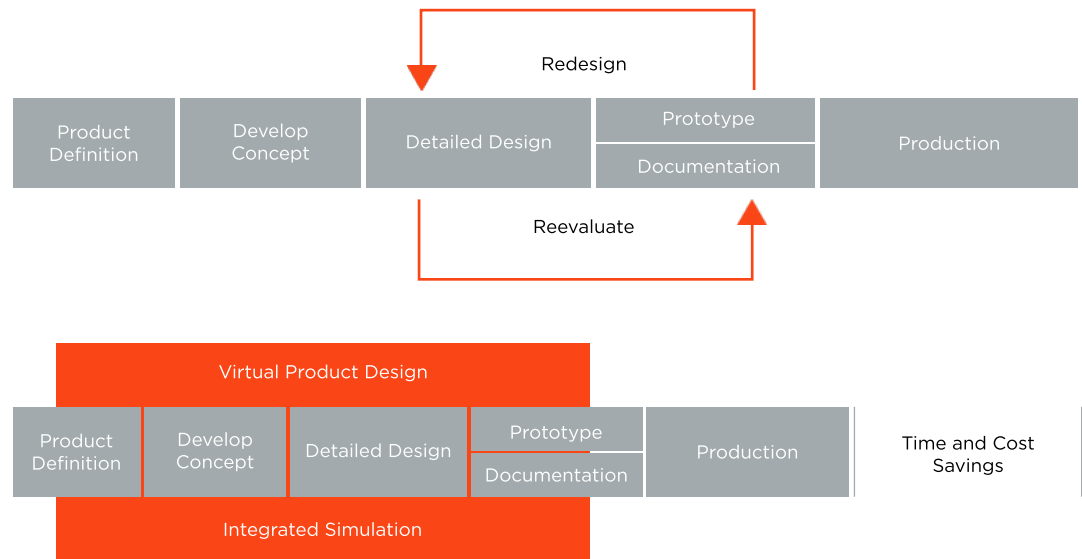 Redesign
Product
Definition
Develop
Concept
Detailed Design
Prototype
Documentation
Production
Reevaluate
Virtual Product Design
Product
Definition
Develop
Concept
Detailed Design
Prototype
Documentation
Production
Time and Cost
Savings
Integrated Simulation